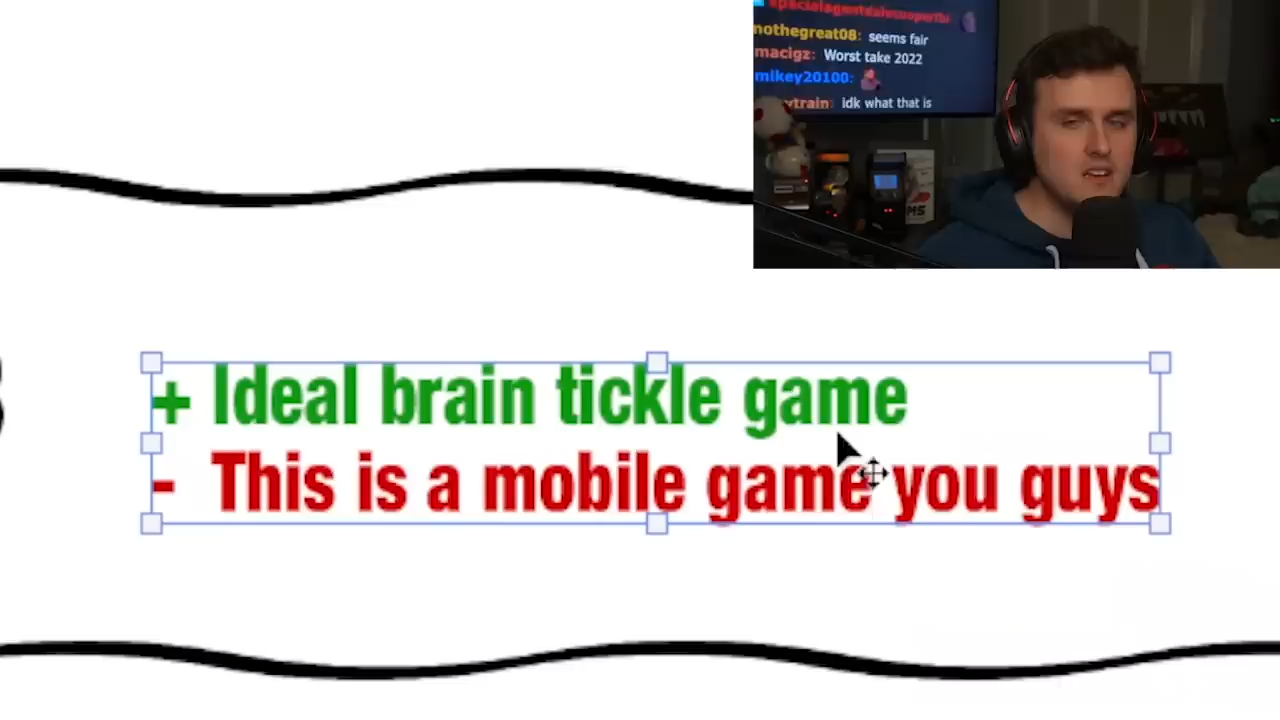 nothegreat08: seems fair
macigz: Worst take 2022
mikey20100:
train: idk what that is
+ Ideal brain tickle game
- This is a mobile game you guys